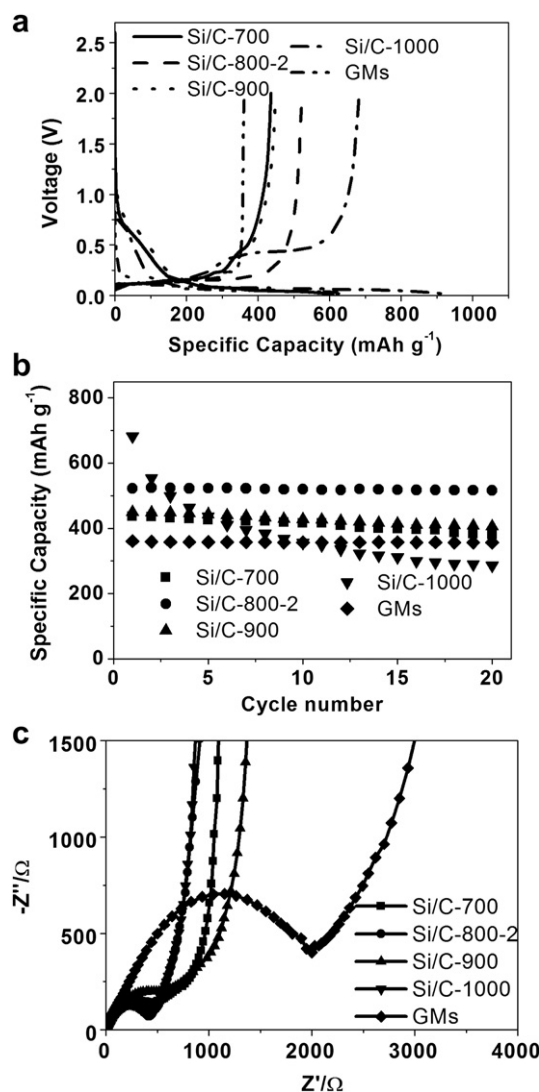 a
Si/C-700
Si/C-800-2
Si/C-900
Si/C-1000
GMs
Voltage (V)
2.5
2.0
1.5
1.0
0.5
0.0
0 200 400 600 800 1000
Specific Capacity (mAh g⁻¹)
b
Specific Capacity (mAh g⁻¹)
800
600
400
200
0
Si/C-700
Si/C-800-2
Si/C-900
Si/C-1000
GMs
0 5 10 15 20
Cycle number
c
-Z''/Ω
1500
1000
500
0
Si/C-700
Si/C-800-2
Si/C-900
Si/C-1000
GMs
0 1000 2000 3000 4000
Z'/Ω